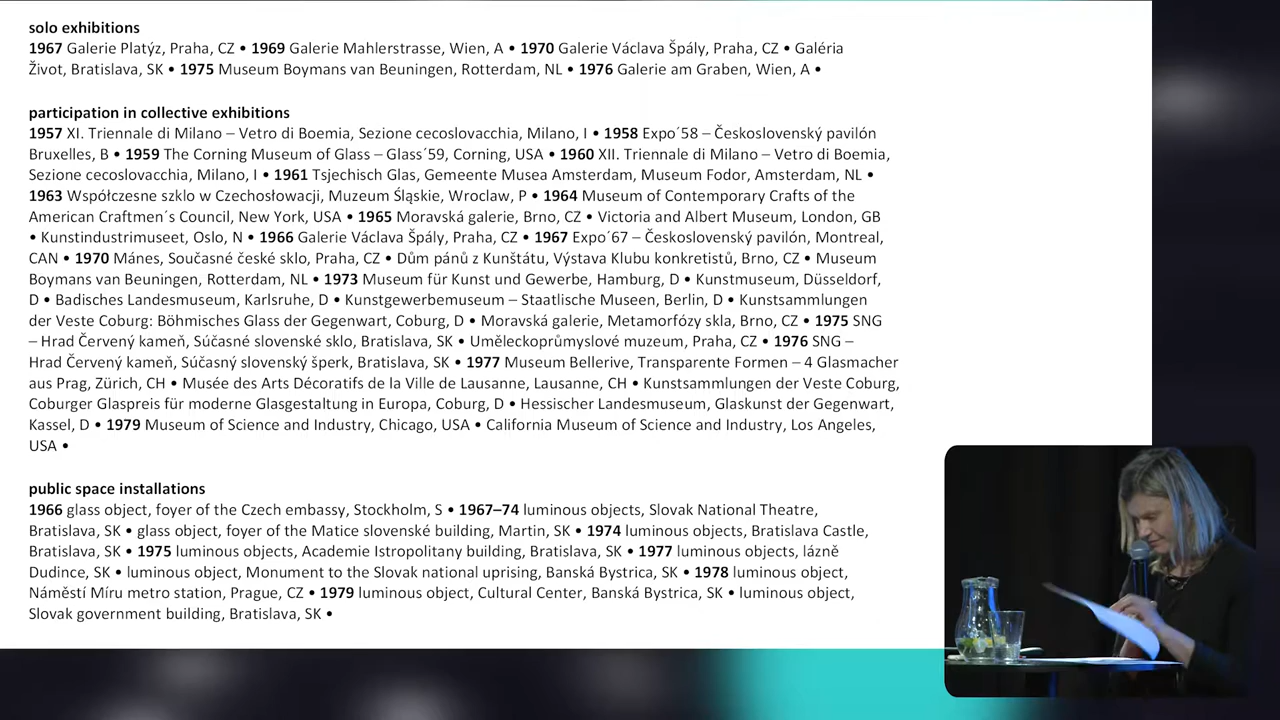 solo exhibitions
1967 Galerie Platýz, Praha, CZ • 1969 Galerie Mahlerstrasse, Wien, A • 1970 Galerie Václava Špály, Praha, CZ • Galéria
Život, Bratislava, SK • 1975 Museum Boymans van Beuningen, Rotterdam, NL • 1976 Galerie am Graben, Wien, A •
participation in collective exhibitions
1957 XI. Triennale di Milano – Vetro di Boemia, Sezione cecoslovacchia, Milano, I • 1958 Expo´58 – Československý pavilón
Bruxelles, B • 1959 The Corning Museum of Glass – Glass´59, Corning, USA • 1960 XII. Triennale di Milano – Vetro di Boemia,
Sezione cecoslovacchia, Milano, I • 1961 Tsjechisch Glas, Gemeente Musea Amsterdam, Museum Fodor, Amsterdam, NL •
1963 Wspótczesne szklo w Czechosłowacji, Muzeum Śląskie, Wroclaw, P • 1964 Museum of Contemporary Crafts of the
American Craftmen´s Council, New York, USA • 1965 Moravská galerie, Brno, CZ • Victoria and Albert Museum, London, GB
• Kunstindustrimuseet, Oslo, N • 1966 Galerie Václava Špály, Praha, CZ • 1967 Expo´67 – Československý pavilón, Montreal,
CAN • 1970 Mánes, Současné české sklo, Praha, CZ • Dům pánů z Kunštátu, Výstava Klubu konkretistů, Brno, CZ • Museum
Boymans van Beuningen, Rotterdam, NL • 1973 Museum für Kunst und Gewerbe, Hamburg, D • Kunstmuseum, Düsseldorf,
D • Badisches Landesmuseum, Karlsruhe, D • Kunstgewerbemuseum – Staatlische Museen, Berlin, D • Kunstsammlungen
der Veste Coburg: Böhmisches Glass der Gegenwart, Coburg, D • Moravská galerie, Metamorfózy skla, Brno, CZ • 1975 SNG
– Hrad Červený kameň, Súčasné slovenské sklo, Bratislava, SK • Uměleckoprůmyslové muzeum, Praha, CZ • 1976 SNG –
Hrad Červený kameň, Súčasný slovenský šperk, Bratislava, SK • 1977 Museum Bellerive, Transparente Formen – 4 Glasmacher
aus Prag, Zürich, CH • Musée des Arts Décoratifs de la Ville de Lausanne, Lausanne, CH • Kunstsammlungen der Veste Coburg,
Coburger Glaspreis für moderne Glasgestaltung in Europa, Coburg, D • Hessischer Landesmuseum, Glaskunst der Gegenwart,
Kassel, D • 1979 Museum of Science and Industry, Chicago, USA • California Museum of Science and Industry, Los Angeles,
USA •
public space installations
1966 glass object, foyer of the Czech embassy, Stockholm, S • 1967–74 luminous objects, Slovak National Theatre,
Bratislava, SK • glass object, foyer of the Matice slovenské building, Martin, SK • 1974 luminous objects, Bratislava Castle,
Bratislava, SK • 1975 luminous objects, Academie Istropolitany building, Bratislava, SK • 1977 luminous objects, lázně
Dudince, SK • luminous object, Monument to the Slovak national uprising, Banská Bystrica, SK • 1978 luminous object,
Náměstí Míru metro station, Prague, CZ • 1979 luminous object, Cultural Center, Banská Bystrica, SK • luminous object,
Slovak government building, Bratislava, SK •